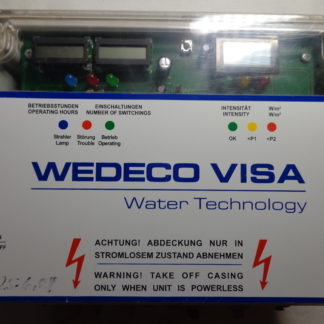 BETRIEBSSTUNDEN EINSCHALTUNGEN INTENSITÄT W/m²
OPERATING HOURS NUMBER OF SWITCHINGS INTENSITY W/m²
Strahler Störung Betrieb OK <P1 <P2
Lamp Trouble Operating
WEDECO VISA
Water Technology
ACHTUNG! ABDECKUNG NUR IN
STROMLOSEM ZUSTAND ABNEHMEN
WARNING! TAKE OFF CASING
ONLY WHEN UNIT IS POWERLESS